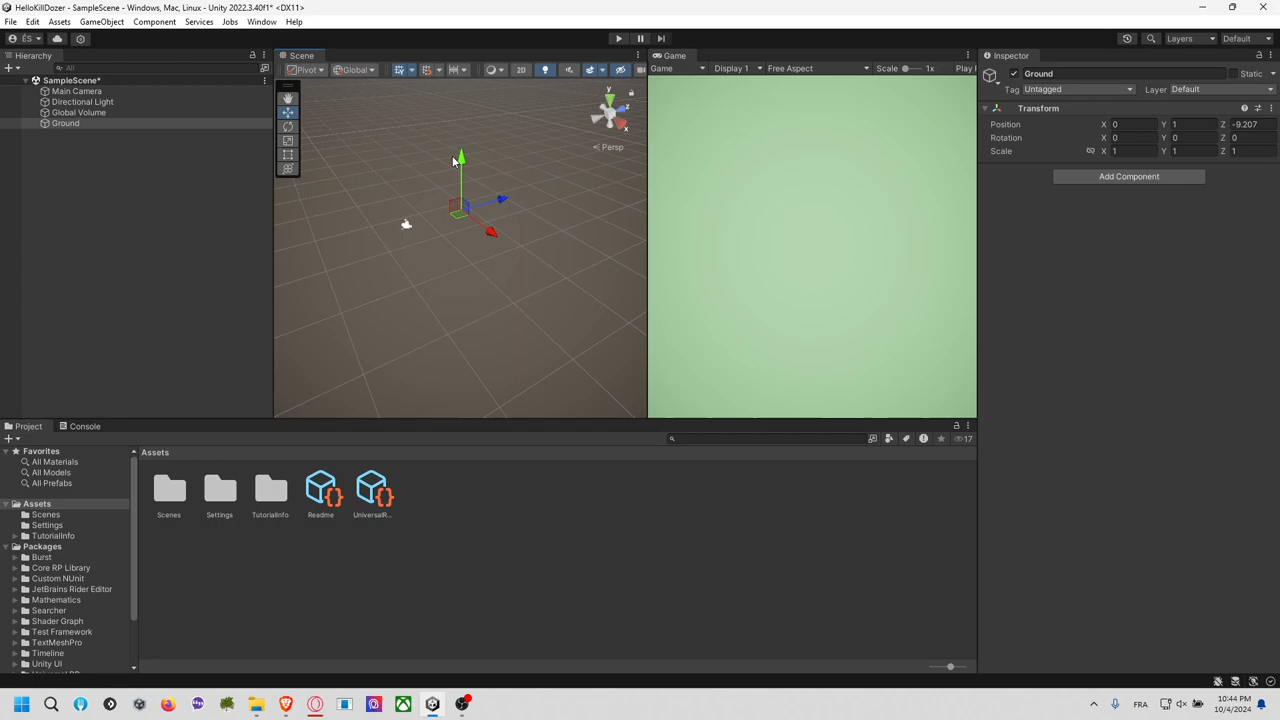 HelloKillDozer - SampleScene - Windows, Mac, Linux - Unity 2022.3.40f1* <DX11>
File Edit Assets GameObject Component Services Jobs Window Help
ÉS Layers Default
Hierarchy
All
SampleScene*
Main Camera
Directional Light
Global Volume
Ground
Scene
Pivot Global 2D
y
z
x
Persp
Game
Game Display 1 Free Aspect Scale 1x Play
Inspector
Ground Static
Tag Untagged Layer Default
Transform
Position X 0 Y 1 Z -9.207
Rotation X 0 Y 0 Z 0
Scale X 1 Y 1 Z 1
Add Component
Project Console
17
Favorites
All Materials
All Models
All Prefabs
Assets
Scenes
Settings
TutorialInfo
Packages
Burst
Core RP Library
Custom NUnit
JetBrains Rider Editor
Mathematics
Searcher
Shader Graph
Test Framework
TextMeshPro
Timeline
Unity UI
Assets
Scenes Settings TutorialInfo Readme UniversalR...
FRA 10:44 PM
10/4/2024